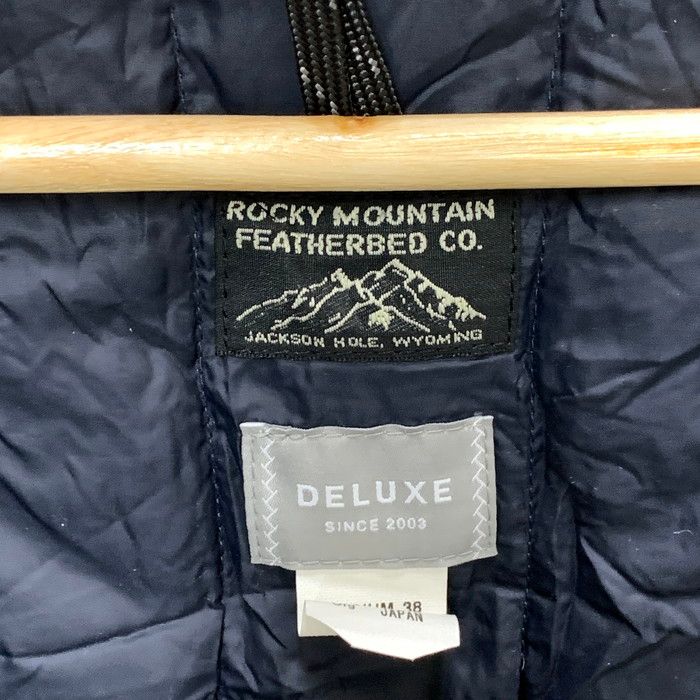 ROCKY MOUNTAIN
FEATHERBED CO.
JACKSON HOLE, WYOMING
DELUXE
SINCE 2003
38
JAPAN